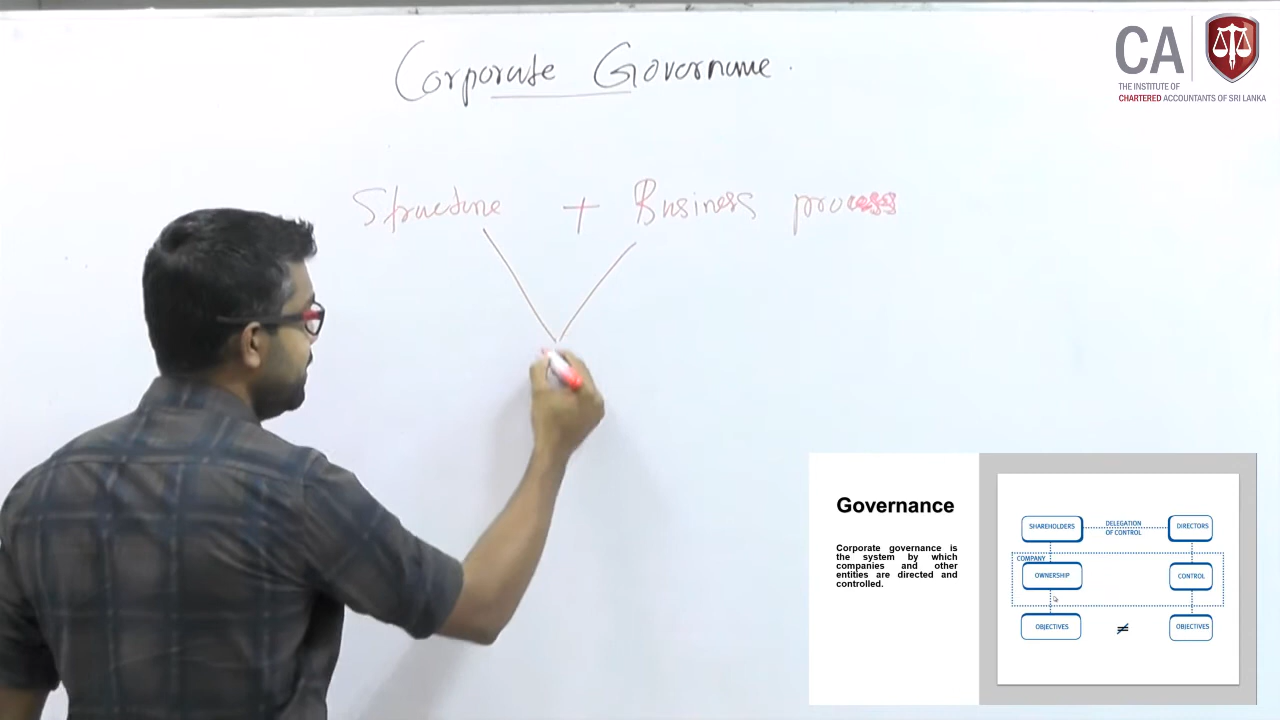 Corporate Governance.
CA
THE INSTITUTE OF
CHARTERED ACCOUNTANTS OF SRI LANKA
Structure + Business process
Governance
Corporate governance is
the system by which
companies and other
entities are directed and
controlled.
SHAREHOLDERS
DELEGATION
OF CONTROL
DIRECTORS
COMPANY
OWNERSHIP
CONTROL
OBJECTIVES
≠
OBJECTIVES